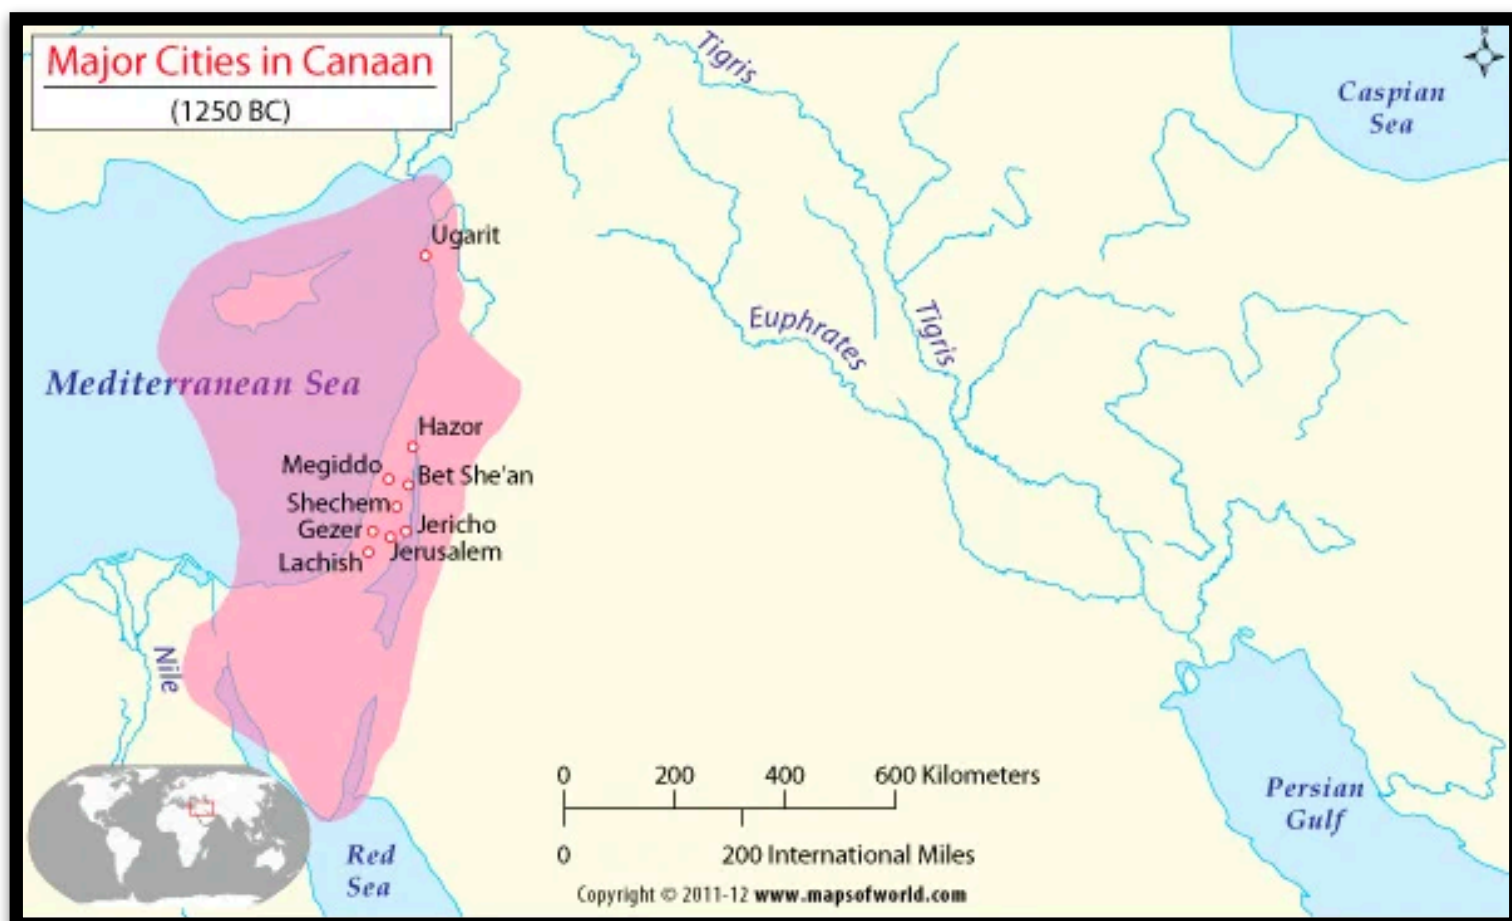 Major Cities in Canaan
(1250 BC)
N
Tigris
Caspian
Sea
Ugarit
Euphrates
Tigris
Mediterranean Sea
Hazor
Megiddo
Bet She'an
Shechem
Gezer
Jericho
Jerusalem
Lachish
Nile
0 200 400 600 Kilometers
0 200 International Miles
Persian
Gulf
Red
Sea
Copyright © 2011-12 www.mapsofworld.com